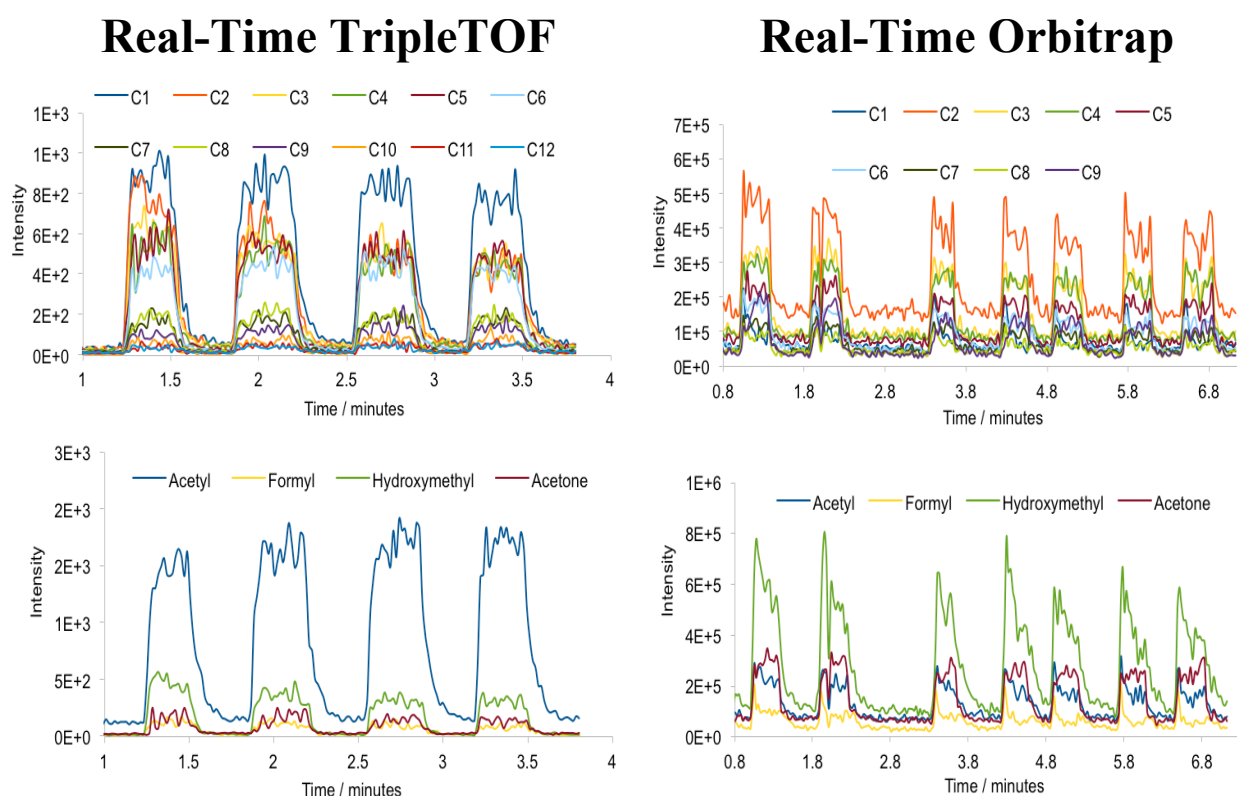 Real-Time TripleTOF
Real-Time Orbitrap
C1 C2 C3 C4 C5 C6
C7 C8 C9 C10 C11 C12
1E+3
1E+3
8E+2
6E+2
4E+2
2E+2
0E+0
Intensity
1 1.5 2 2.5 3 3.5 4
Time / minutes
C1 C2 C3 C4 C5
C6 C7 C8 C9
7E+5
6E+5
5E+5
4E+5
3E+5
2E+5
1E+5
0E+0
Intensity
0.8 1.8 2.8 3.8 4.8 5.8 6.8
Time / minutes
Acetyl Formyl Hydroxymethyl Acetone
3E+3
2E+3
2E+3
1E+3
5E+2
0E+0
Intensity
1 1.5 2 2.5 3 3.5 4
Time / minutes
Acetyl Formyl Hydroxymethyl Acetone
1E+6
8E+5
6E+5
4E+5
2E+5
0E+0
Intensity
0.8 1.8 2.8 3.8 4.8 5.8 6.8
Time / minutes